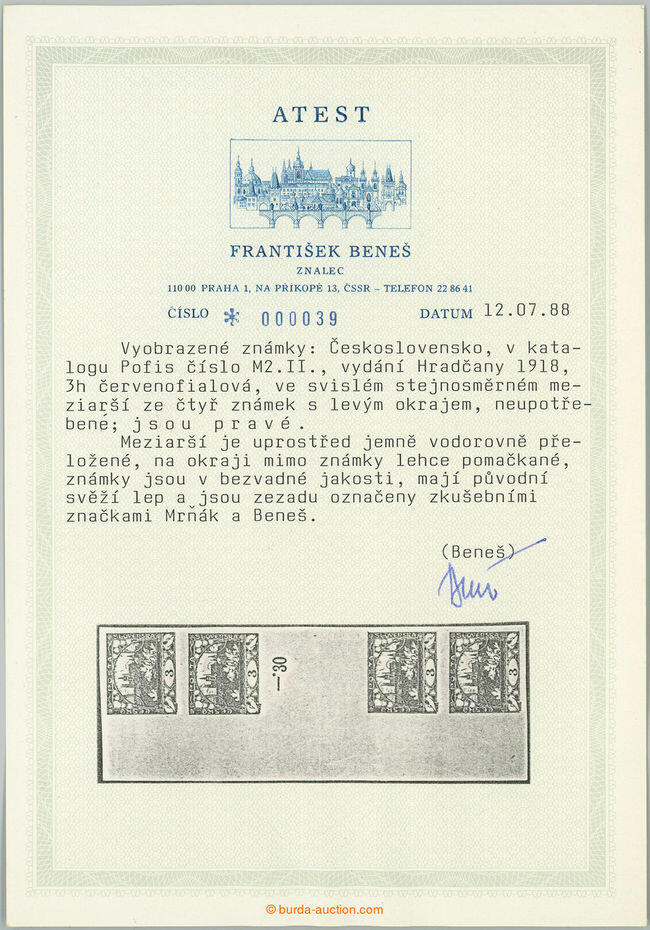 ATEST
FRANTIŠEK BENEŠ
ZNALEC
110 00 PRAHA 1, NA PŘÍKOPĚ 13, ČSSR – TELEFON 22 86 41
ČÍSLO * 000039 DATUM 12.07.88
Vyobrazené známky: Československo, v kata-
logu Pofis číslo M2.II., vydání Hradčany 1918,
3h červenofialová, ve svislém stejnosměrném me-
ziarší ze čtyř známek s levým okrajem, neupotře-
bené; jsou pravé.
Meziarší je uprostřed jemně vodorovně pře-
ložené, na okraji mimo známky lehce pomačkané,
známky jsou v bezvadné jakosti, mají původní
svěží lep a jsou zezadu označeny zkušebními
značkami Mrňák a Beneš.
(Beneš)
3 3 —.30 3 3
© burda-auction.com